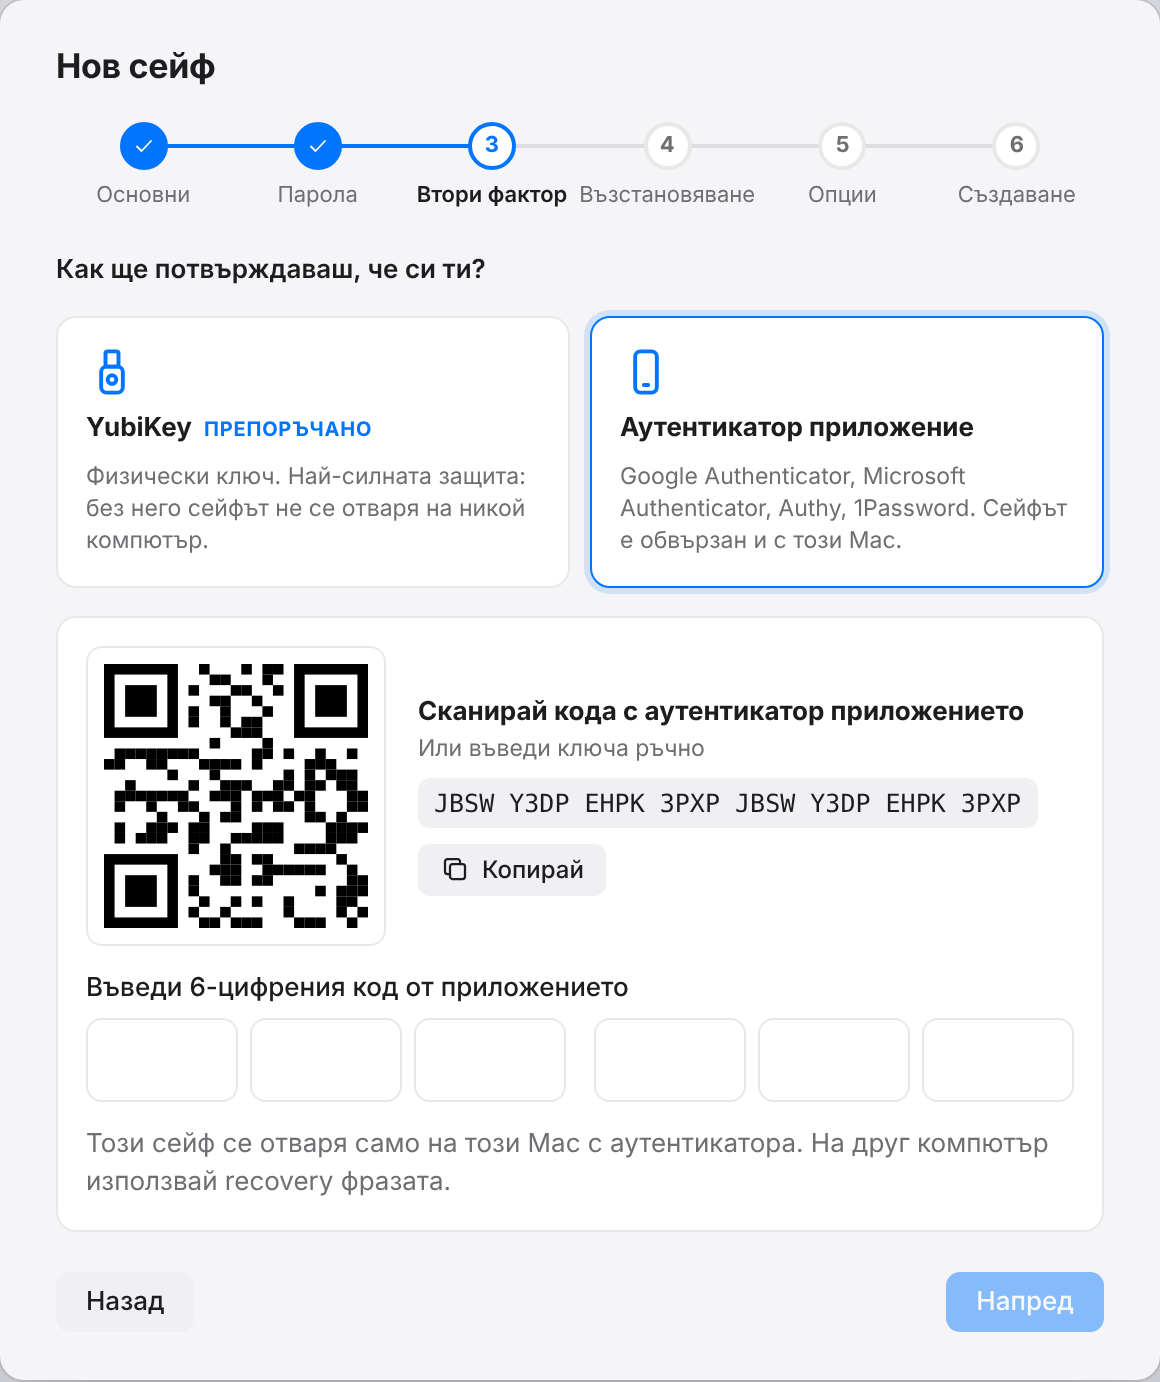 Нов сейф
3
4
5
6
Основни
Парола
Втори фактор
Възстановяване
Опции
Създаване
Как ще потвърждаваш, че си ти?
YubiKey ПРЕПОРЪЧАНО
Физически ключ. Най-силната защита:
без него сейфът не се отваря на никой
компютър.
Аутентикатор приложение
Google Authenticator, Microsoft
Authenticator, Authy, 1Password. Сейфът
е обвързан и с този Mac.
Сканирай кода с аутентикатор приложението
Или въведи ключа ръчно
JBSW Y3DP EHPK 3PXP JBSW Y3DP EHPK 3PXP
Копирай
Въведи 6-цифрения код от приложението
Този сейф се отваря само на този Mac с аутентикатора. На друг компютър
използвай recovery фразата.
Назад
Напред